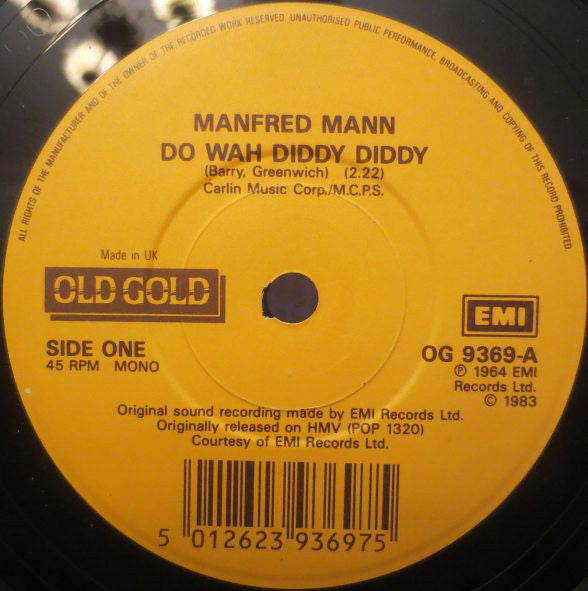 ALL RIGHTS OF THE MANUFACTURER AND OF THE OWNER OF THE RECORDED WORK RESERVED. UNAUTHORISED PUBLIC PERFORMANCE, BROADCASTING AND COPYING OF THIS RECORD PROHIBITED.
MANFRED MANN
DO WAH DIDDY DIDDY
(Barry, Greenwich) (2.22)
Carlin Music Corp./M.C.P.S.
Made in UK
OLD GOLD
EMI
SIDE ONE
45 RPM MONO
OG 9369-A
℗ 1964 EMI
Records Ltd.
© 1983
Original sound recording made by EMI Records Ltd.
Originally released on HMV (POP 1320)
Courtesy of EMI Records Ltd.
5 012623 936975